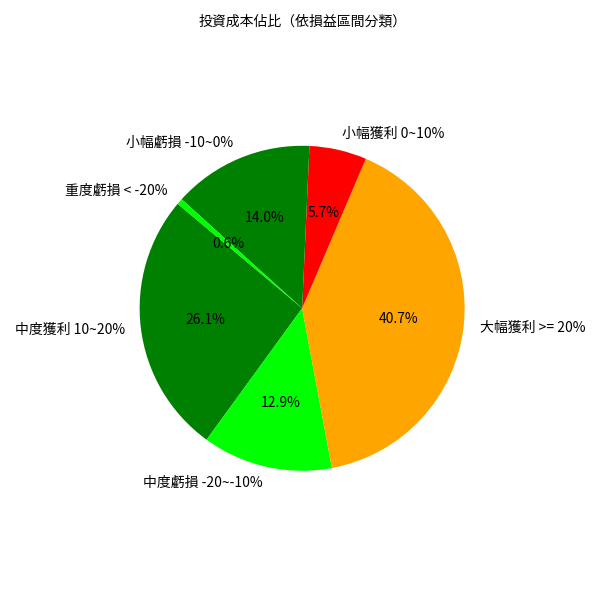 投資成本佔比（依損益區間分類）
小幅獲利 0~10%
小幅虧損 -10~0%
重度虧損 < -20%
5.7%
14.0%
0.6%
中度獲利 10~20%
26.1%
40.7%
大幅獲利 >= 20%
12.9%
中度虧損 -20~-10%